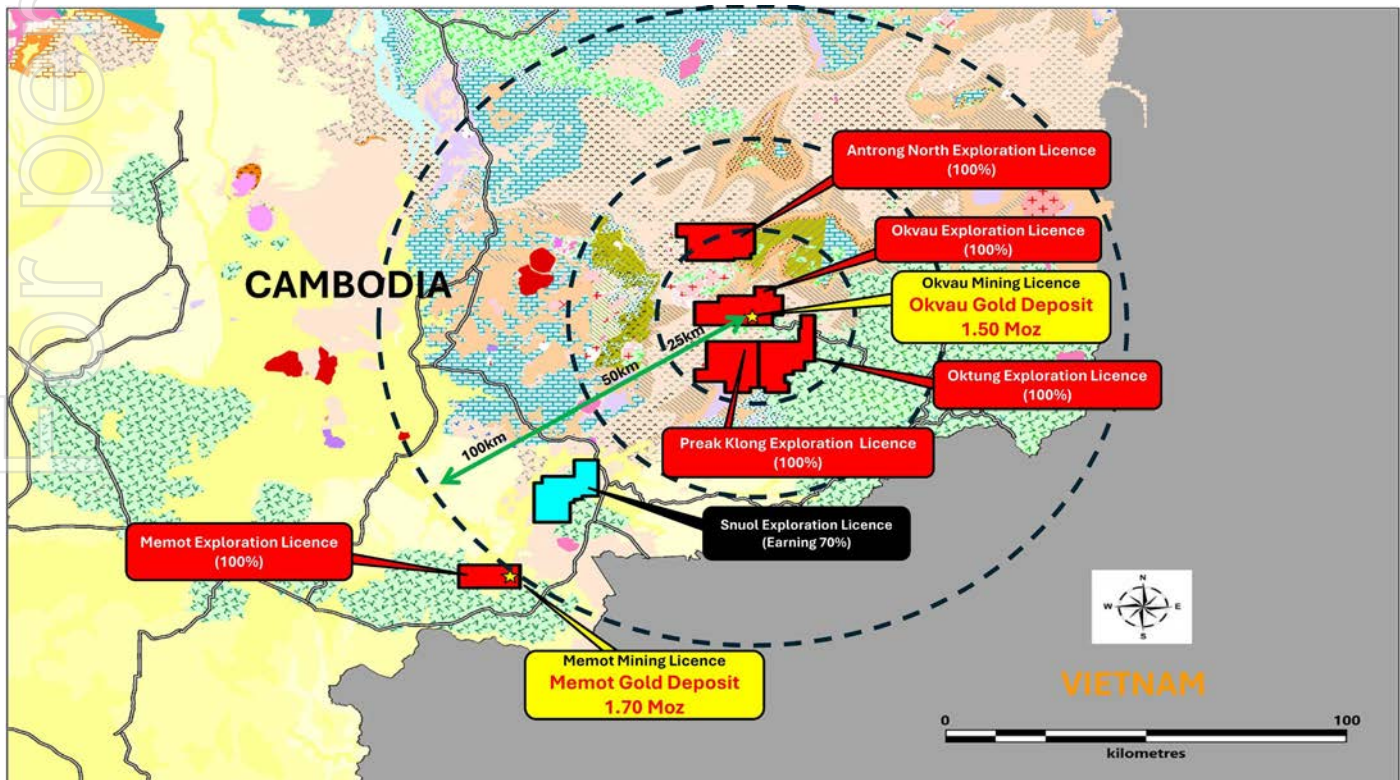 For per
CAMBODIA
Antrong North Exploration Licence
(100%)
Okvau Exploration Licence
(100%)
Okvau Mining Licence
Okvau Gold Deposit
1.50 Moz
25km
50km
100km
Oktung Exploration Licence
(100%)
Preak Klong Exploration Licence
(100%)
Snuol Exploration Licence
(Earning 70%)
Memot Exploration Licence
(100%)
Memot Mining Licence
Memot Gold Deposit
1.70 Moz
N
W E
S
VIETNAM
0 100
kilometres